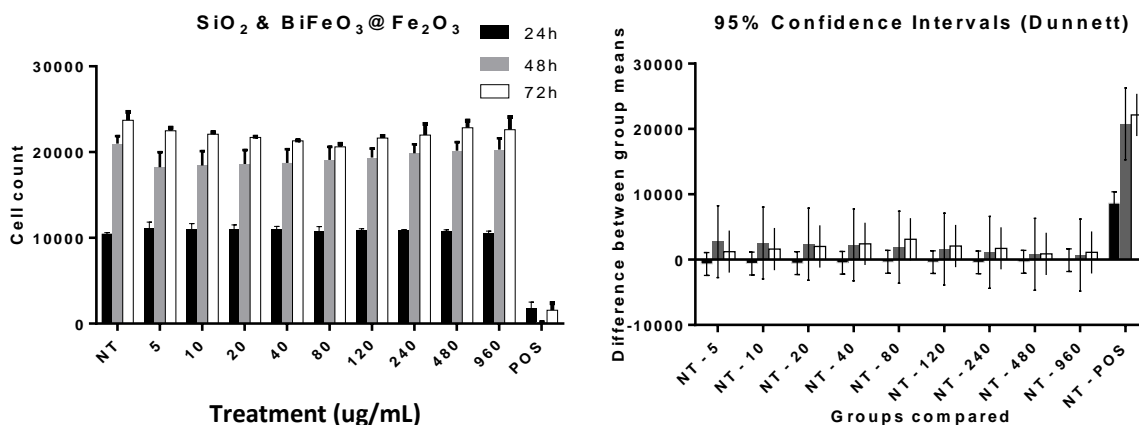 SiO2 & BiFeO3@Fe2O3
24h
48h
72h
30000
20000
10000
0
Cell count
NT
5
10
20
40
80
120
240
480
960
POS
Treatment (ug/mL)
95% Confidence Intervals (Dunnett)
30000
20000
10000
0
-10000
Difference between group means
NT - 5
NT - 10
NT - 20
NT - 40
NT - 80
NT - 120
NT - 240
NT - 480
NT - 960
NT - POS
Groups compared